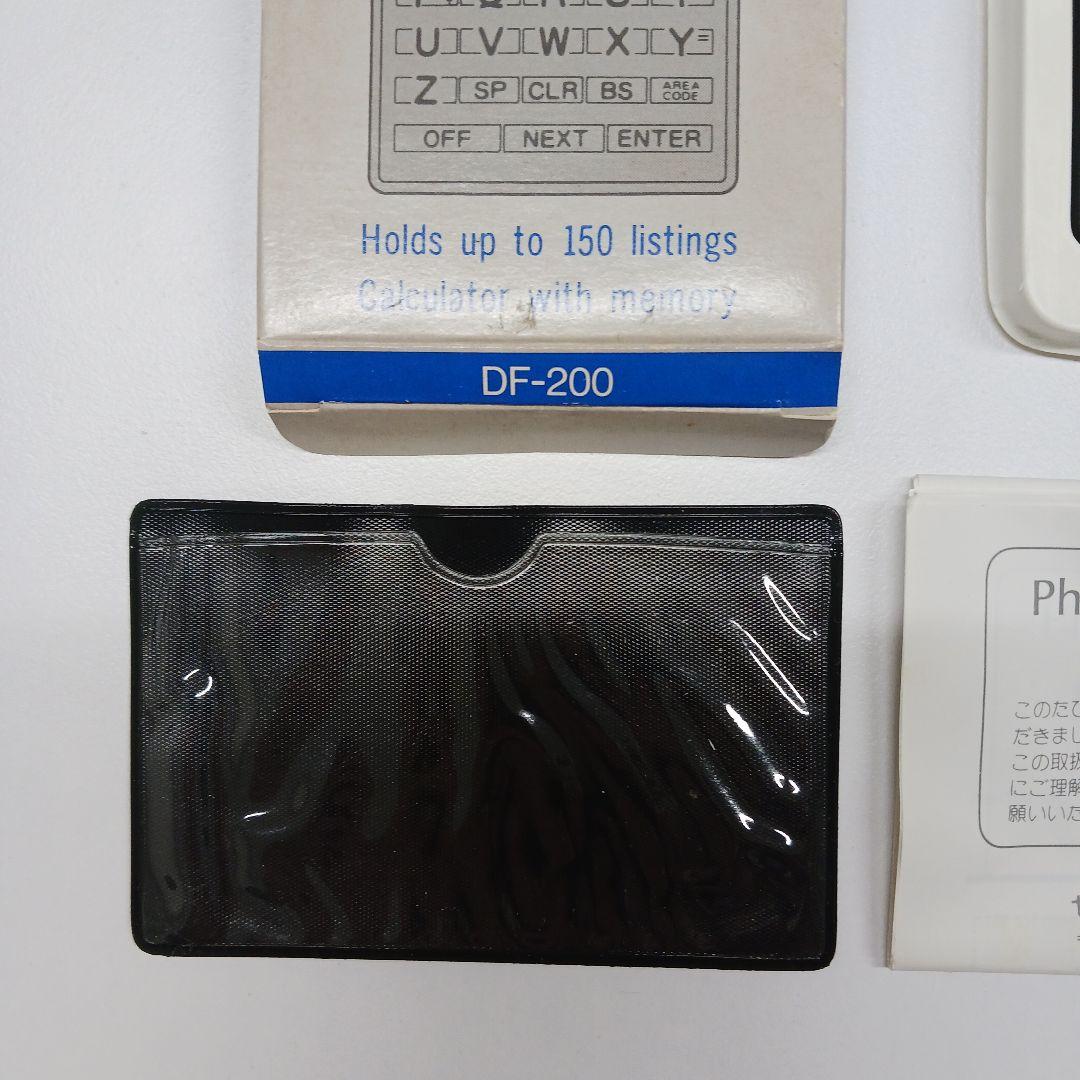 U V W X Y =
Z SP CLR BS AREA CODE
OFF NEXT ENTER
Holds up to 150 listings
Calculator with memory
DF-200
Ph
このたび
だきまし
この取扱
にご理解
願いいた